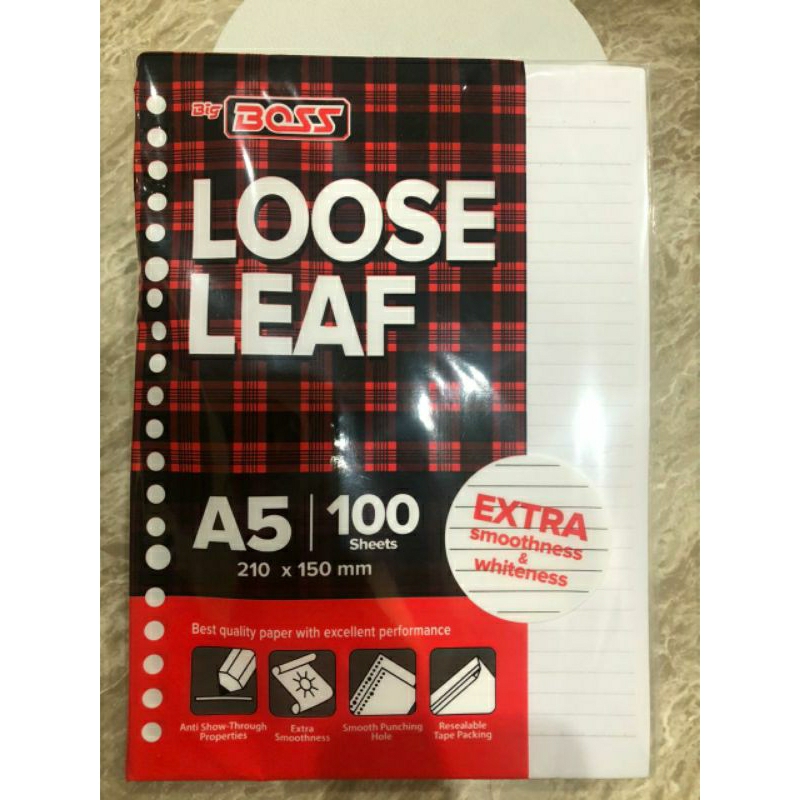 Big BOSS
LOOSE
LEAF
A5 | 100
Sheets
210 x 150 mm
EXTRA
smoothness
&
whiteness
Best quality paper with excellent performance
Anti Show-Through
Properties
Extra
Smoothness
Smooth Punching
Hole
Resealable
Tape Packing